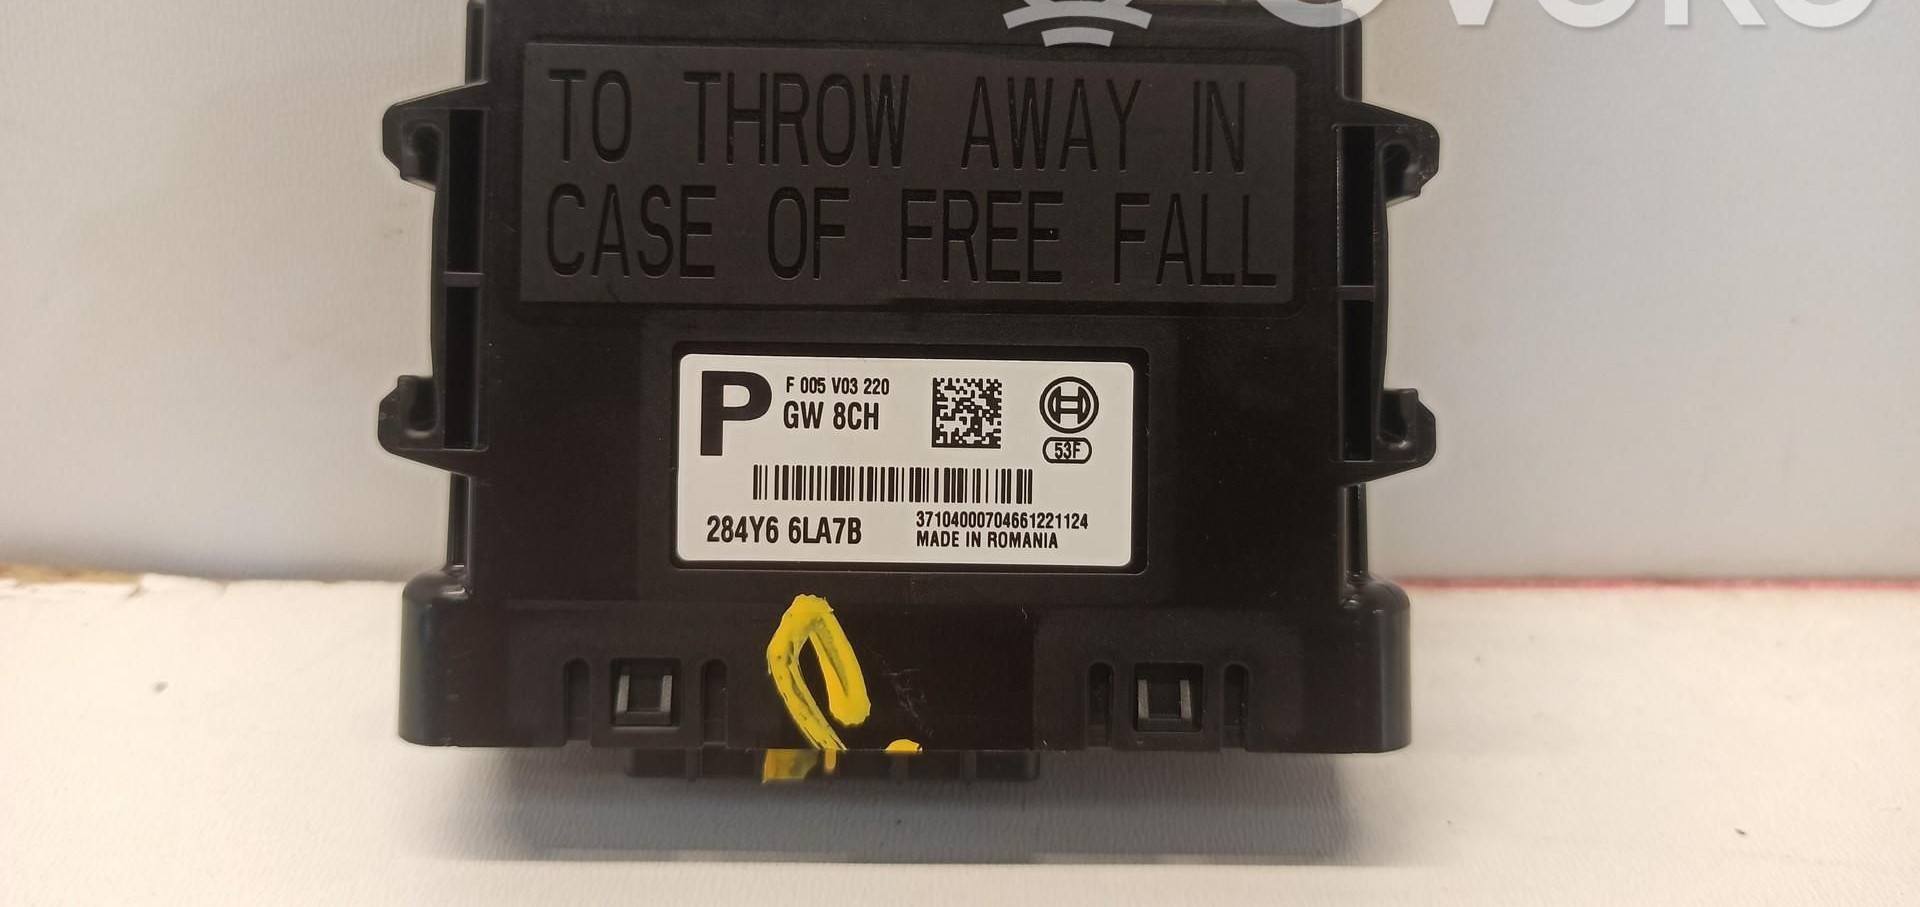 OVOKO
TO THROW AWAY IN
CASE OF FREE FALL
P
F 005 V03 220
GW 8CH
53F
284Y6 6LA7B
37104000704661221124
MADE IN ROMANIA